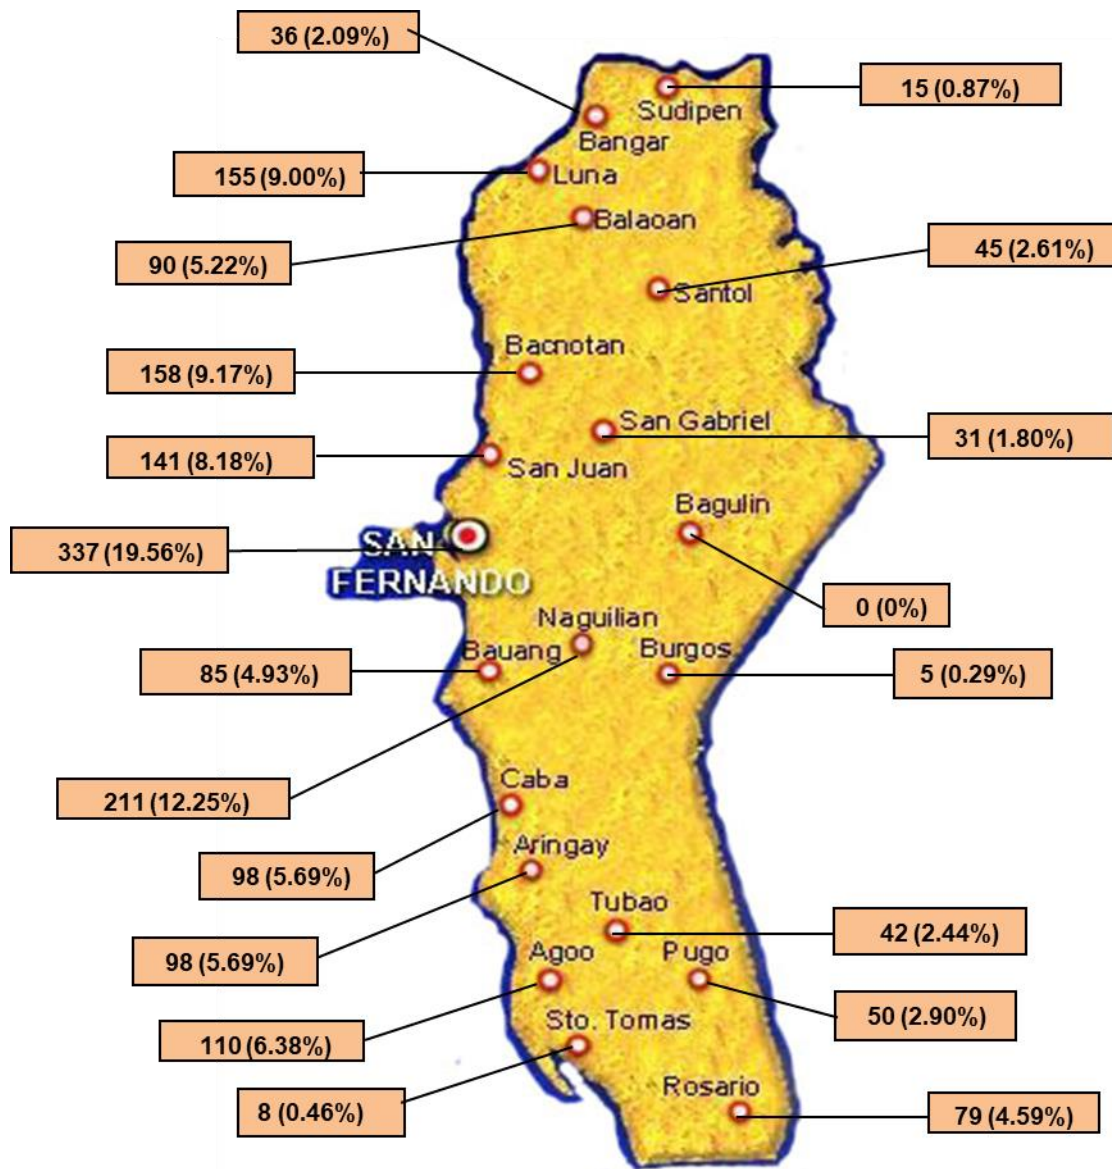 36 (2.09%)
15 (0.87%)
Sudipen
Bangar
155 (9.00%)
Luna
Balaoan
90 (5.22%)
45 (2.61%)
Santol
Bacnotan
158 (9.17%)
San Gabriel
31 (1.80%)
141 (8.18%)
San Juan
Bagulin
337 (19.56%)
SAN
FERNANDO
0 (0%)
Naguilian
Bauang
Burgos
85 (4.93%)
5 (0.29%)
Caba
211 (12.25%)
Aringay
98 (5.69%)
Tubao
42 (2.44%)
Agoo
Pugo
98 (5.69%)
50 (2.90%)
Sto. Tomas
110 (6.38%)
Rosario
8 (0.46%)
79 (4.59%)